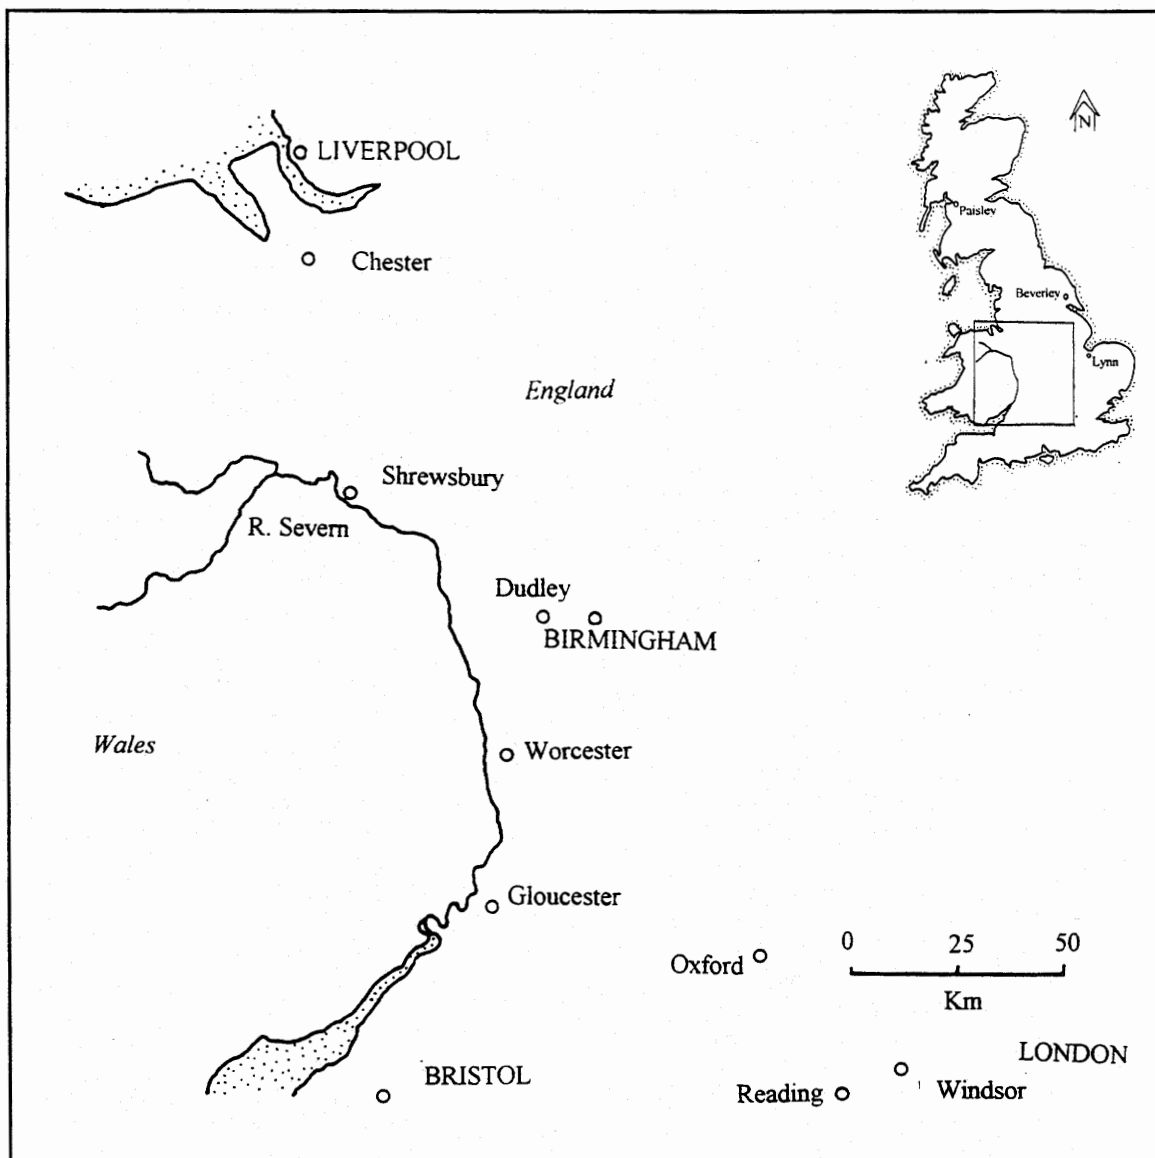 LIVERPOOL
Chester
N
Paisley
Beverley
Lynn
England
Shrewsbury
R. Severn
Dudley
BIRMINGHAM
Wales
Worcester
Gloucester
Oxford
0 25 50
Km
BRISTOL
LONDON
Reading
Windsor